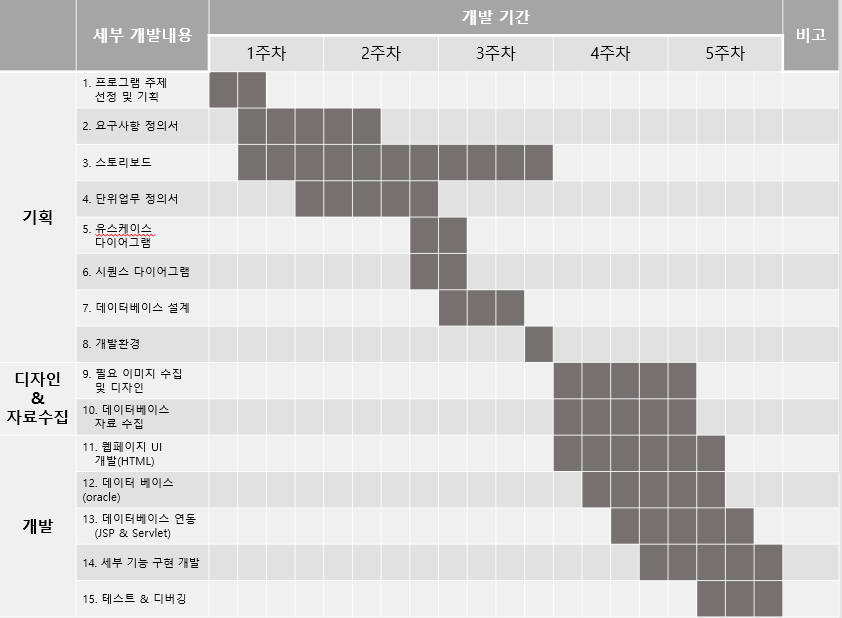 세부 개발내용
개발 기간
비고
1주차
2주차
3주차
4주차
5주차
기획
1. 프로그램 주제
선정 및 기획
2. 요구사항 정의서
3. 스토리보드
4. 단위업무 정의서
5. 유스케이스
다이어그램
6. 시퀀스 다이어그램
7. 데이터베이스 설계
8. 개발환경
디자인
&
자료수집
9. 필요 이미지 수집
및 디자인
10. 데이터베이스
자료 수집
개발
11. 웹페이지 UI
개발(HTML)
12. 데이터 베이스
(oracle)
13. 데이터베이스 연동
(JSP & Servlet)
14. 세부 기능 구현 개발
15. 테스트 & 디버깅